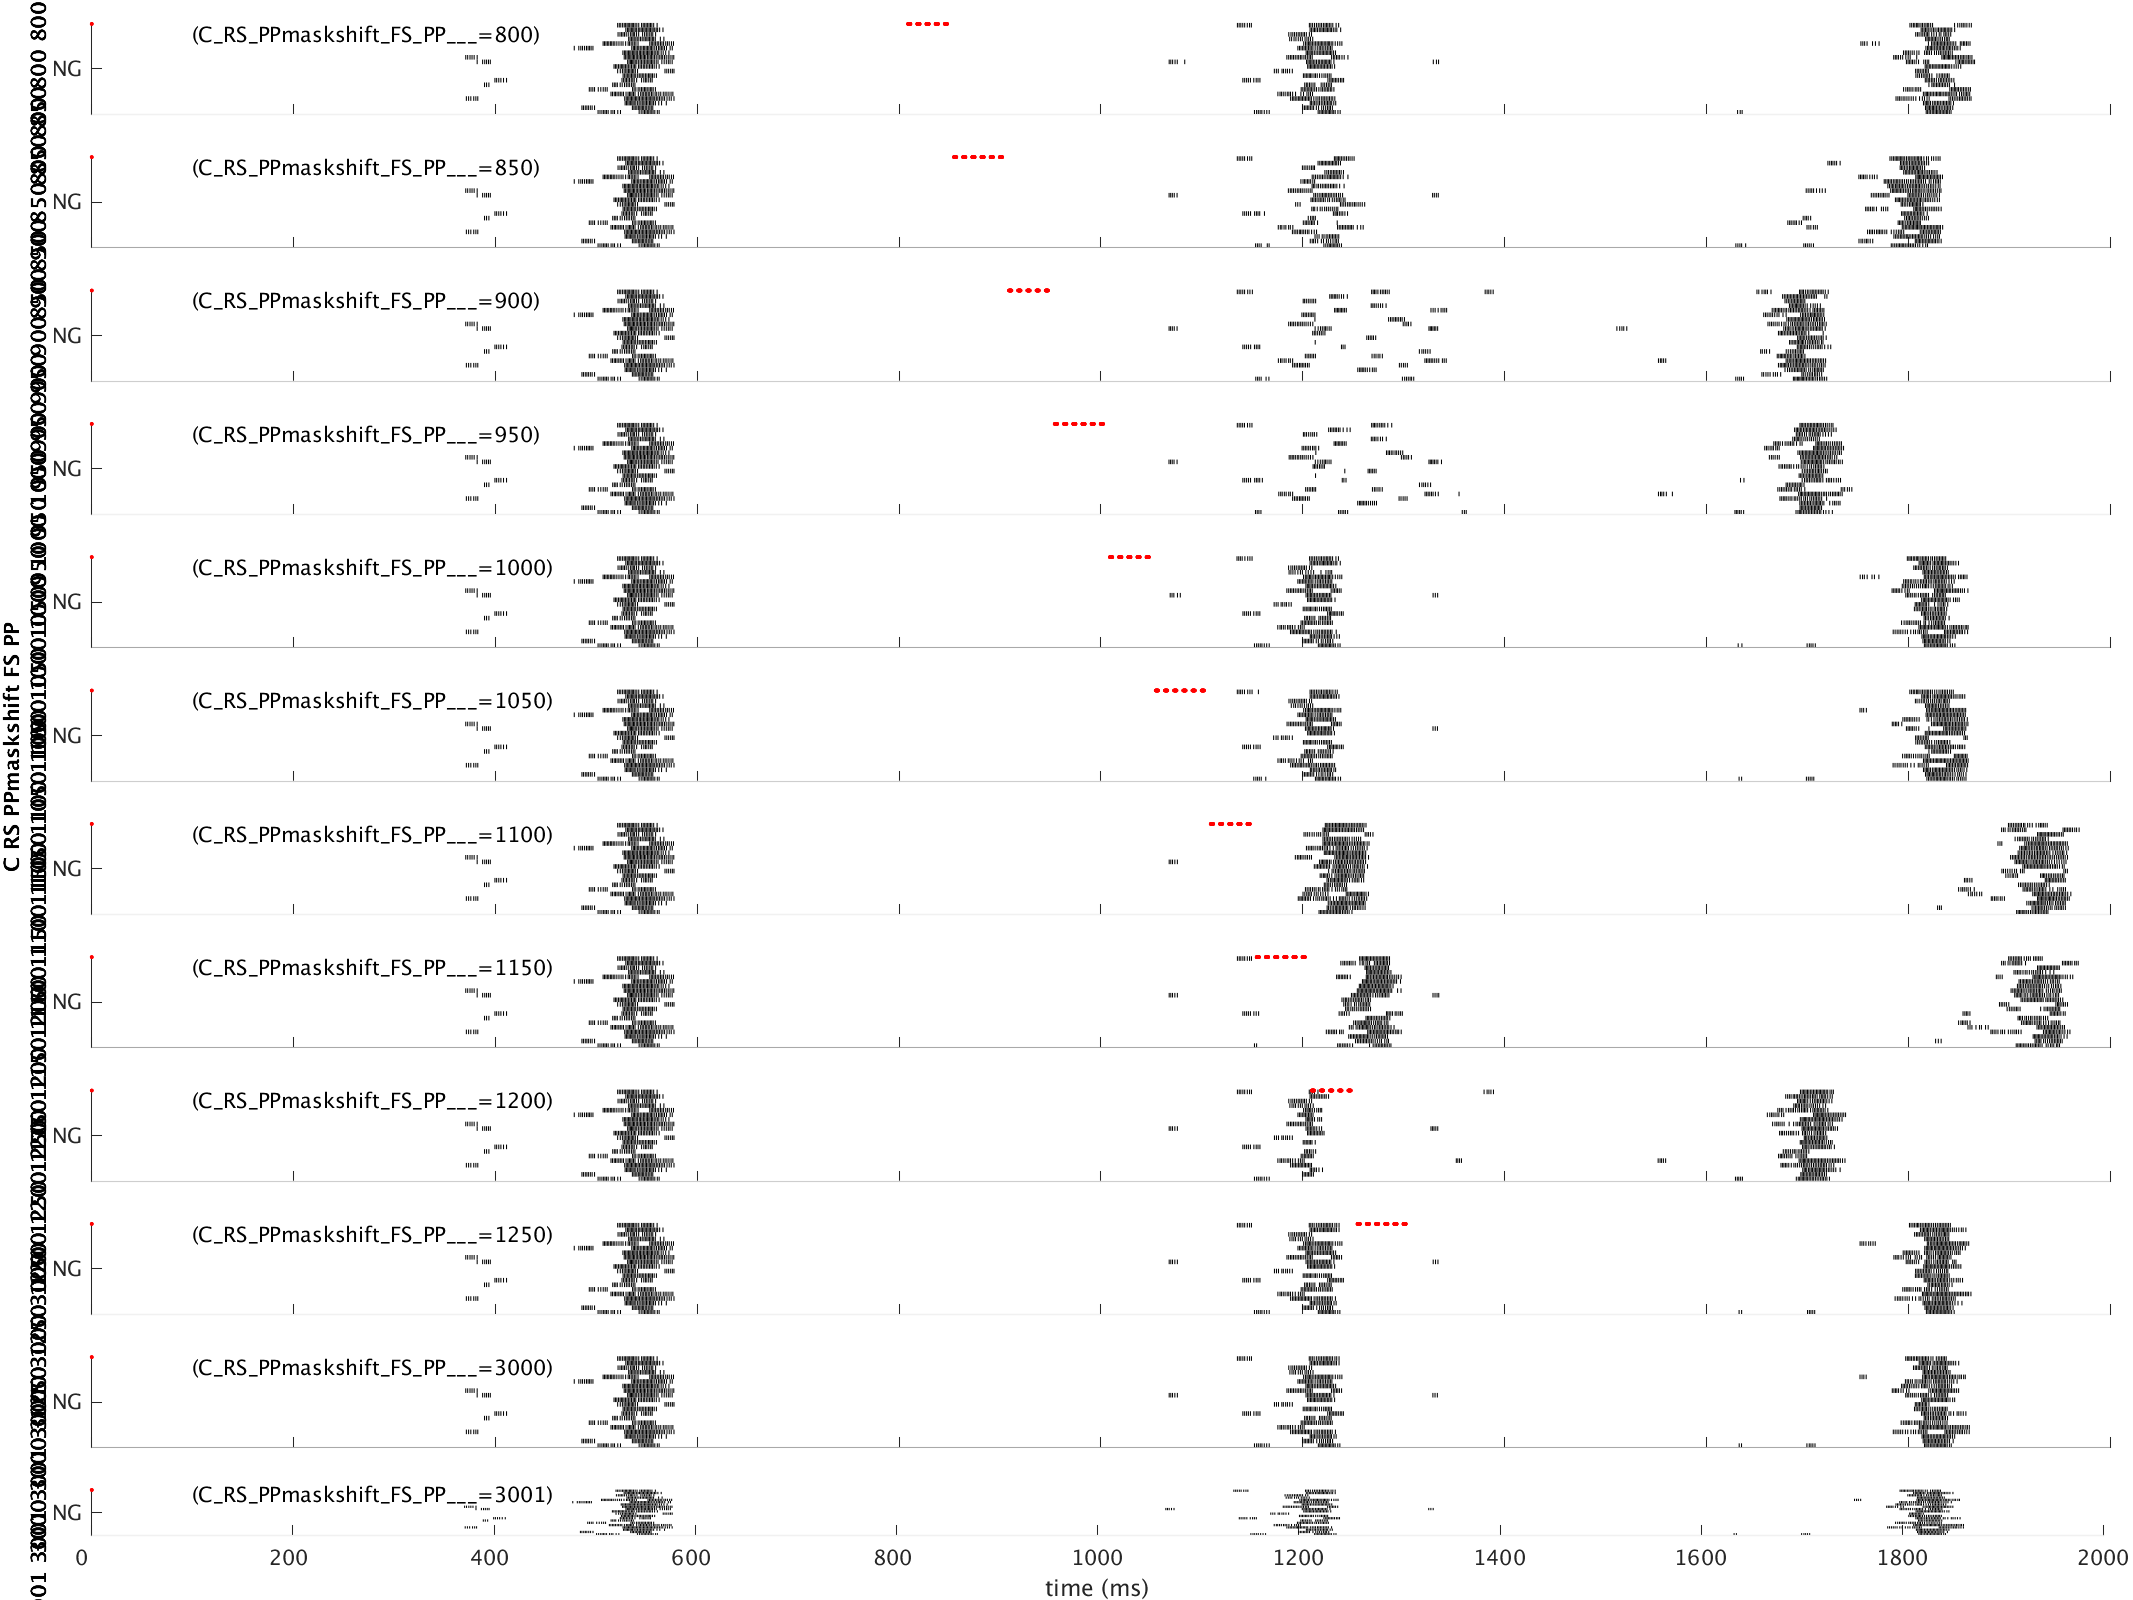 (C_RS_PPmaskshift_FS_PP___=800)
NG
(C_RS_PPmaskshift_FS_PP___=850)
NG
(C_RS_PPmaskshift_FS_PP___=900)
NG
(C_RS_PPmaskshift_FS_PP___=950)
NG
(C_RS_PPmaskshift_FS_PP___=1000)
NG
(C_RS_PPmaskshift_FS_PP___=1050)
NG
(C_RS_PPmaskshift_FS_PP___=1100)
NG
(C_RS_PPmaskshift_FS_PP___=1150)
NG
(C_RS_PPmaskshift_FS_PP___=1200)
NG
(C_RS_PPmaskshift_FS_PP___=1250)
NG
(C_RS_PPmaskshift_FS_PP___=3000)
NG
(C_RS_PPmaskshift_FS_PP___=3001)
NG
C RS PPmaskshift FS PP
0 200 400 600 800 1000 1200 1400 1600 1800 2000
time (ms)